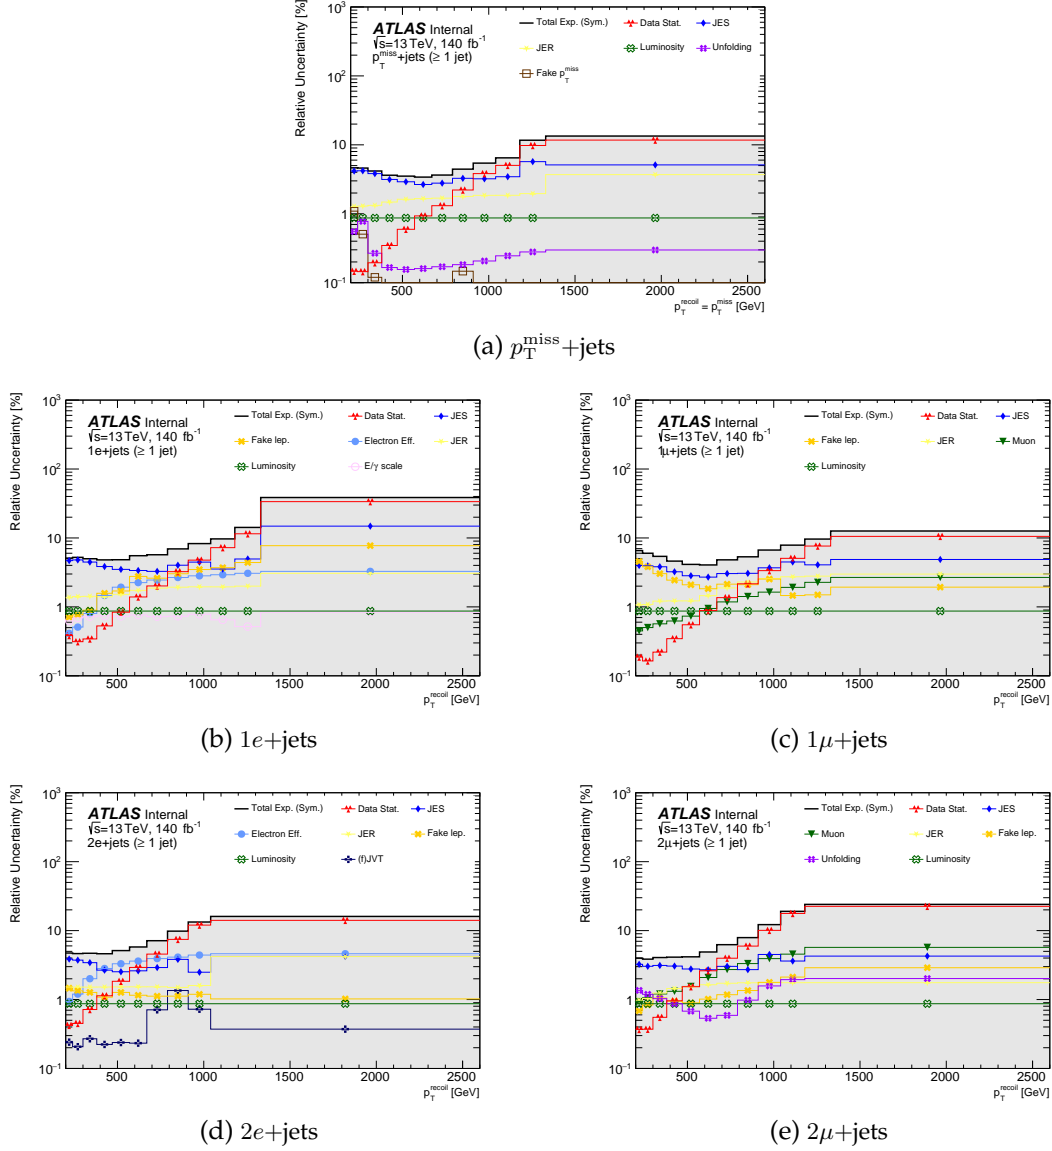 Relative Uncertainty [%]
10³
10²
10
1
10⁻¹
ATLAS Internal
√s=13 TeV, 140 fb⁻¹
p_T^miss+jets (≥ 1 jet)
Total Exp. (Sym.) Data Stat. JES
JER Luminosity Unfolding
Fake p_T^miss
500 1000 1500 2000 2500
p_T^recoil = p_T^miss [GeV]
(a) p_T^miss+jets
Relative Uncertainty [%]
10³
10²
10
1
10⁻¹
ATLAS Internal
√s=13 TeV, 140 fb⁻¹
1e+jets (≥ 1 jet)
Total Exp. (Sym.) Data Stat. JES
Fake lep. Electron Eff. JER
Luminosity E/γ scale
500 1000 1500 2000 2500
p_T^recoil [GeV]
(b) 1e+jets
Relative Uncertainty [%]
10³
10²
10
1
10⁻¹
ATLAS Internal
√s=13 TeV, 140 fb⁻¹
1μ+jets (≥ 1 jet)
Total Exp. (Sym.) Data Stat. JES
Fake lep. JER Muon
Luminosity
500 1000 1500 2000 2500
p_T^recoil [GeV]
(c) 1μ+jets
Relative Uncertainty [%]
10³
10²
10
1
10⁻¹
ATLAS Internal
√s=13 TeV, 140 fb⁻¹
2e+jets (≥ 1 jet)
Total Exp. (Sym.) Data Stat. JES
Electron Eff. JER Fake lep.
Luminosity (f)JVT
500 1000 1500 2000 2500
p_T^recoil [GeV]
(d) 2e+jets
Relative Uncertainty [%]
10³
10²
10
1
10⁻¹
ATLAS Internal
√s=13 TeV, 140 fb⁻¹
2μ+jets (≥ 1 jet)
Total Exp. (Sym.) Data Stat. JES
Muon JER Fake lep.
Unfolding Luminosity
500 1000 1500 2000 2500
p_T^recoil [GeV]
(e) 2μ+jets